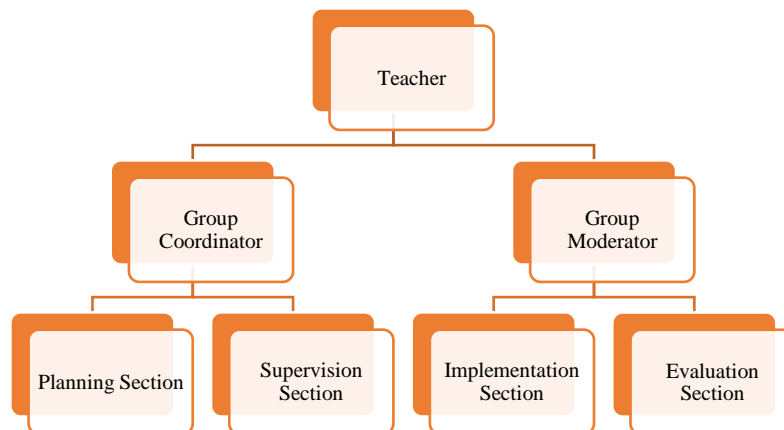 Teacher
Group
Coordinator
Group
Moderator
Planning Section
Supervision
Section
Implementation
Section
Evaluation
Section